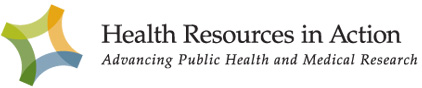 Health Resources in Action
Advancing Public Health and Medical Research